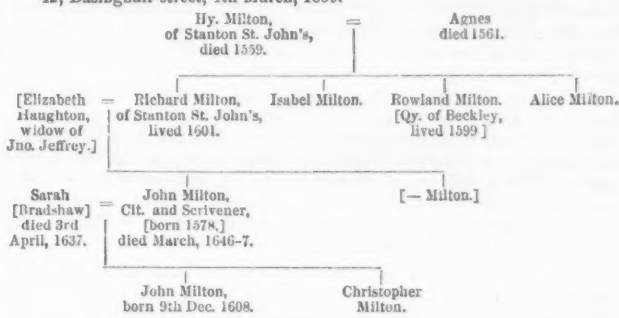 12, Basinghall Street, 4th March, 1859.
Hy. Milton, = Agnes
of Stanton St. John's, died 1561.
died 1559.
[Elizabeth = Richard Milton, Isabel Milton. Rowland Milton. Alice Milton.
Haughton, of Stanton St. John's, [Qy. of Beckley,
widow of lived 1601. lived 1599]
Jno. Jeffrey.]
Sarah John Milton, [— Milton.]
[Bradshaw] = Cit. and Scrivener,
died 3rd [born 1578.]
April, 1637. died March, 1646-7.
John Milton, Christopher
born 9th Dec. 1608. Milton.